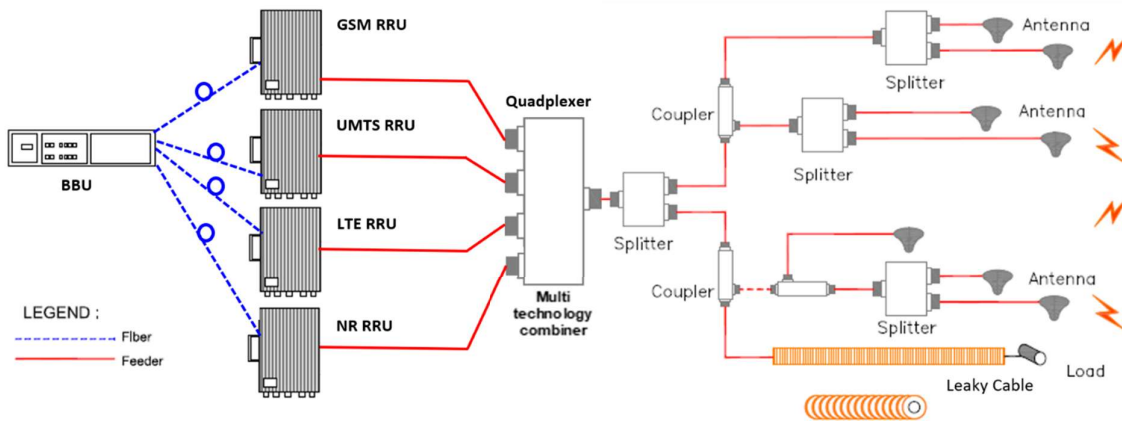 GSM RRU
UMTS RRU
LTE RRU
NR RRU
BBU
LEGEND :
Fiber
Feeder
Quadplexer
Multi
technology
combiner
Splitter
Coupler
Splitter
Antenna
Splitter
Antenna
Coupler
Splitter
Antenna
Leaky Cable
Load